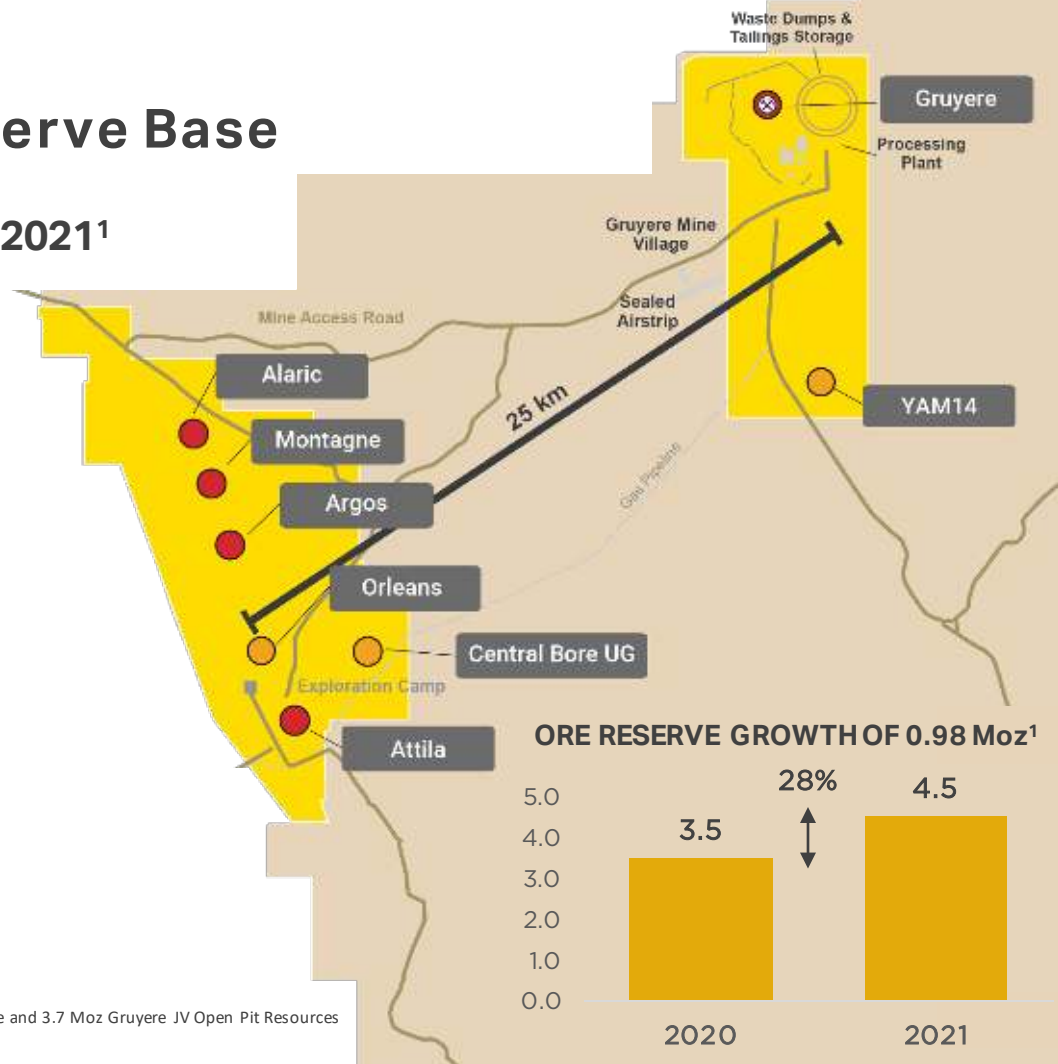 Waste Dumps &
Tailings Storage
Gruyere
Processing
Plant
erve Base
2021¹
Gruyere Mine
Village
Sealed
Airstrip
Mine Access Road
Alaric
25 km
YAM14
Montagne
Gas Pipeline
Argos
Orleans
Central Bore UG
Exploration Camp
Attila
ORE RESERVE GROWTH OF 0.98 Moz¹
28%
5.0
4.5
4.0
3.5
3.0
2.0
1.0
0.0
2020
2021
e and 3.7 Moz Gruyere JV Open Pit Resources